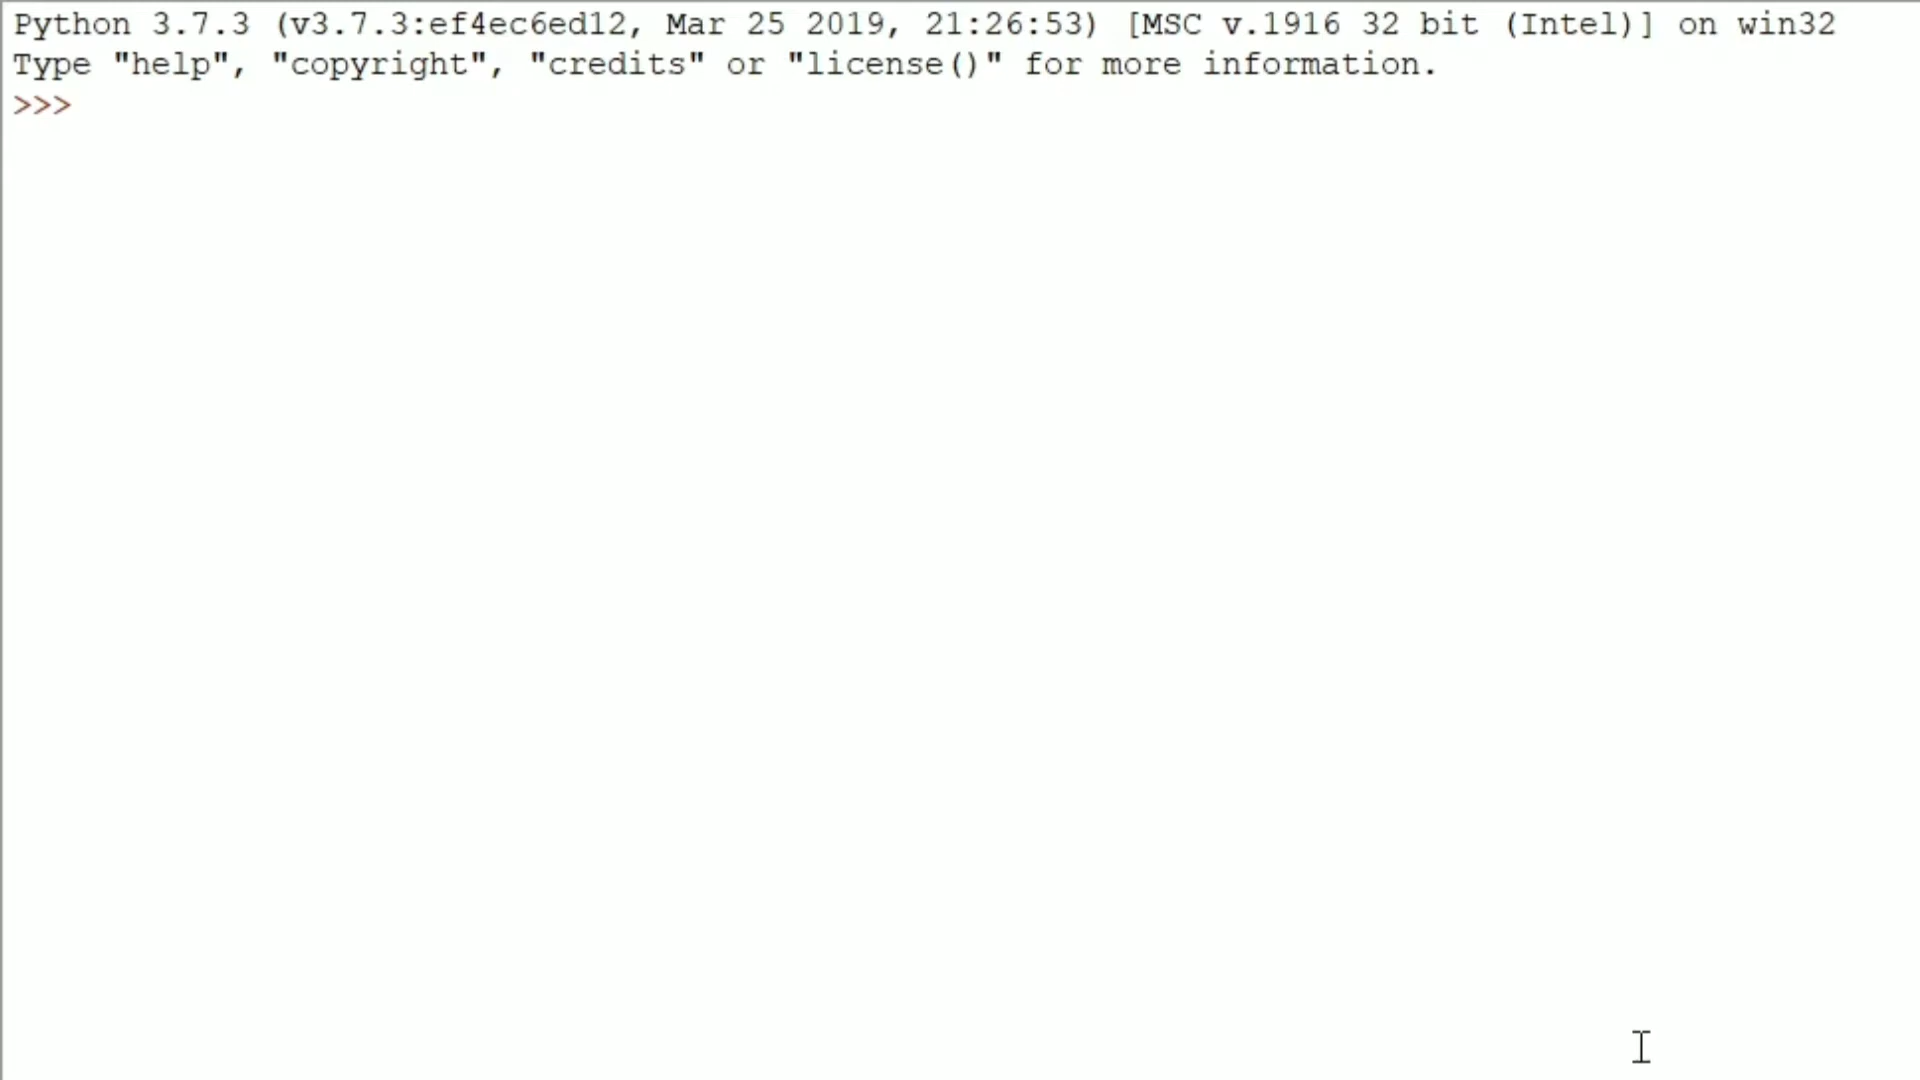 Python 3.7.3 (v3.7.3:ef4ec6ed12, Mar 25 2019, 21:26:53) [MSC v.1916 32 bit (Intel)] on win32
Type "help", "copyright", "credits" or "license()" for more information.
>>>